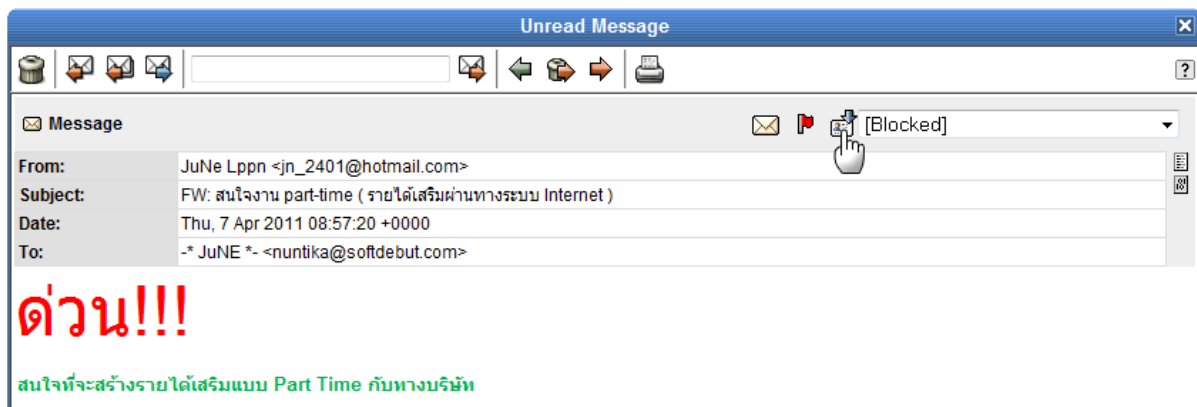 Unread Message
?
Message [Blocked]
From: JuNe Lppn <jn_2401@hotmail.com>
Subject: FW: สนใจงาน part-time ( รายได้เสริมผ่านทางระบบ Internet )
Date: Thu, 7 Apr 2011 08:57:20 +0000
To: -* JuNE *- <nuntika@softdebut.com>
ด่วน!!!
สนใจที่จะสร้างรายได้เสริมแบบ Part Time กับทางบริษัท